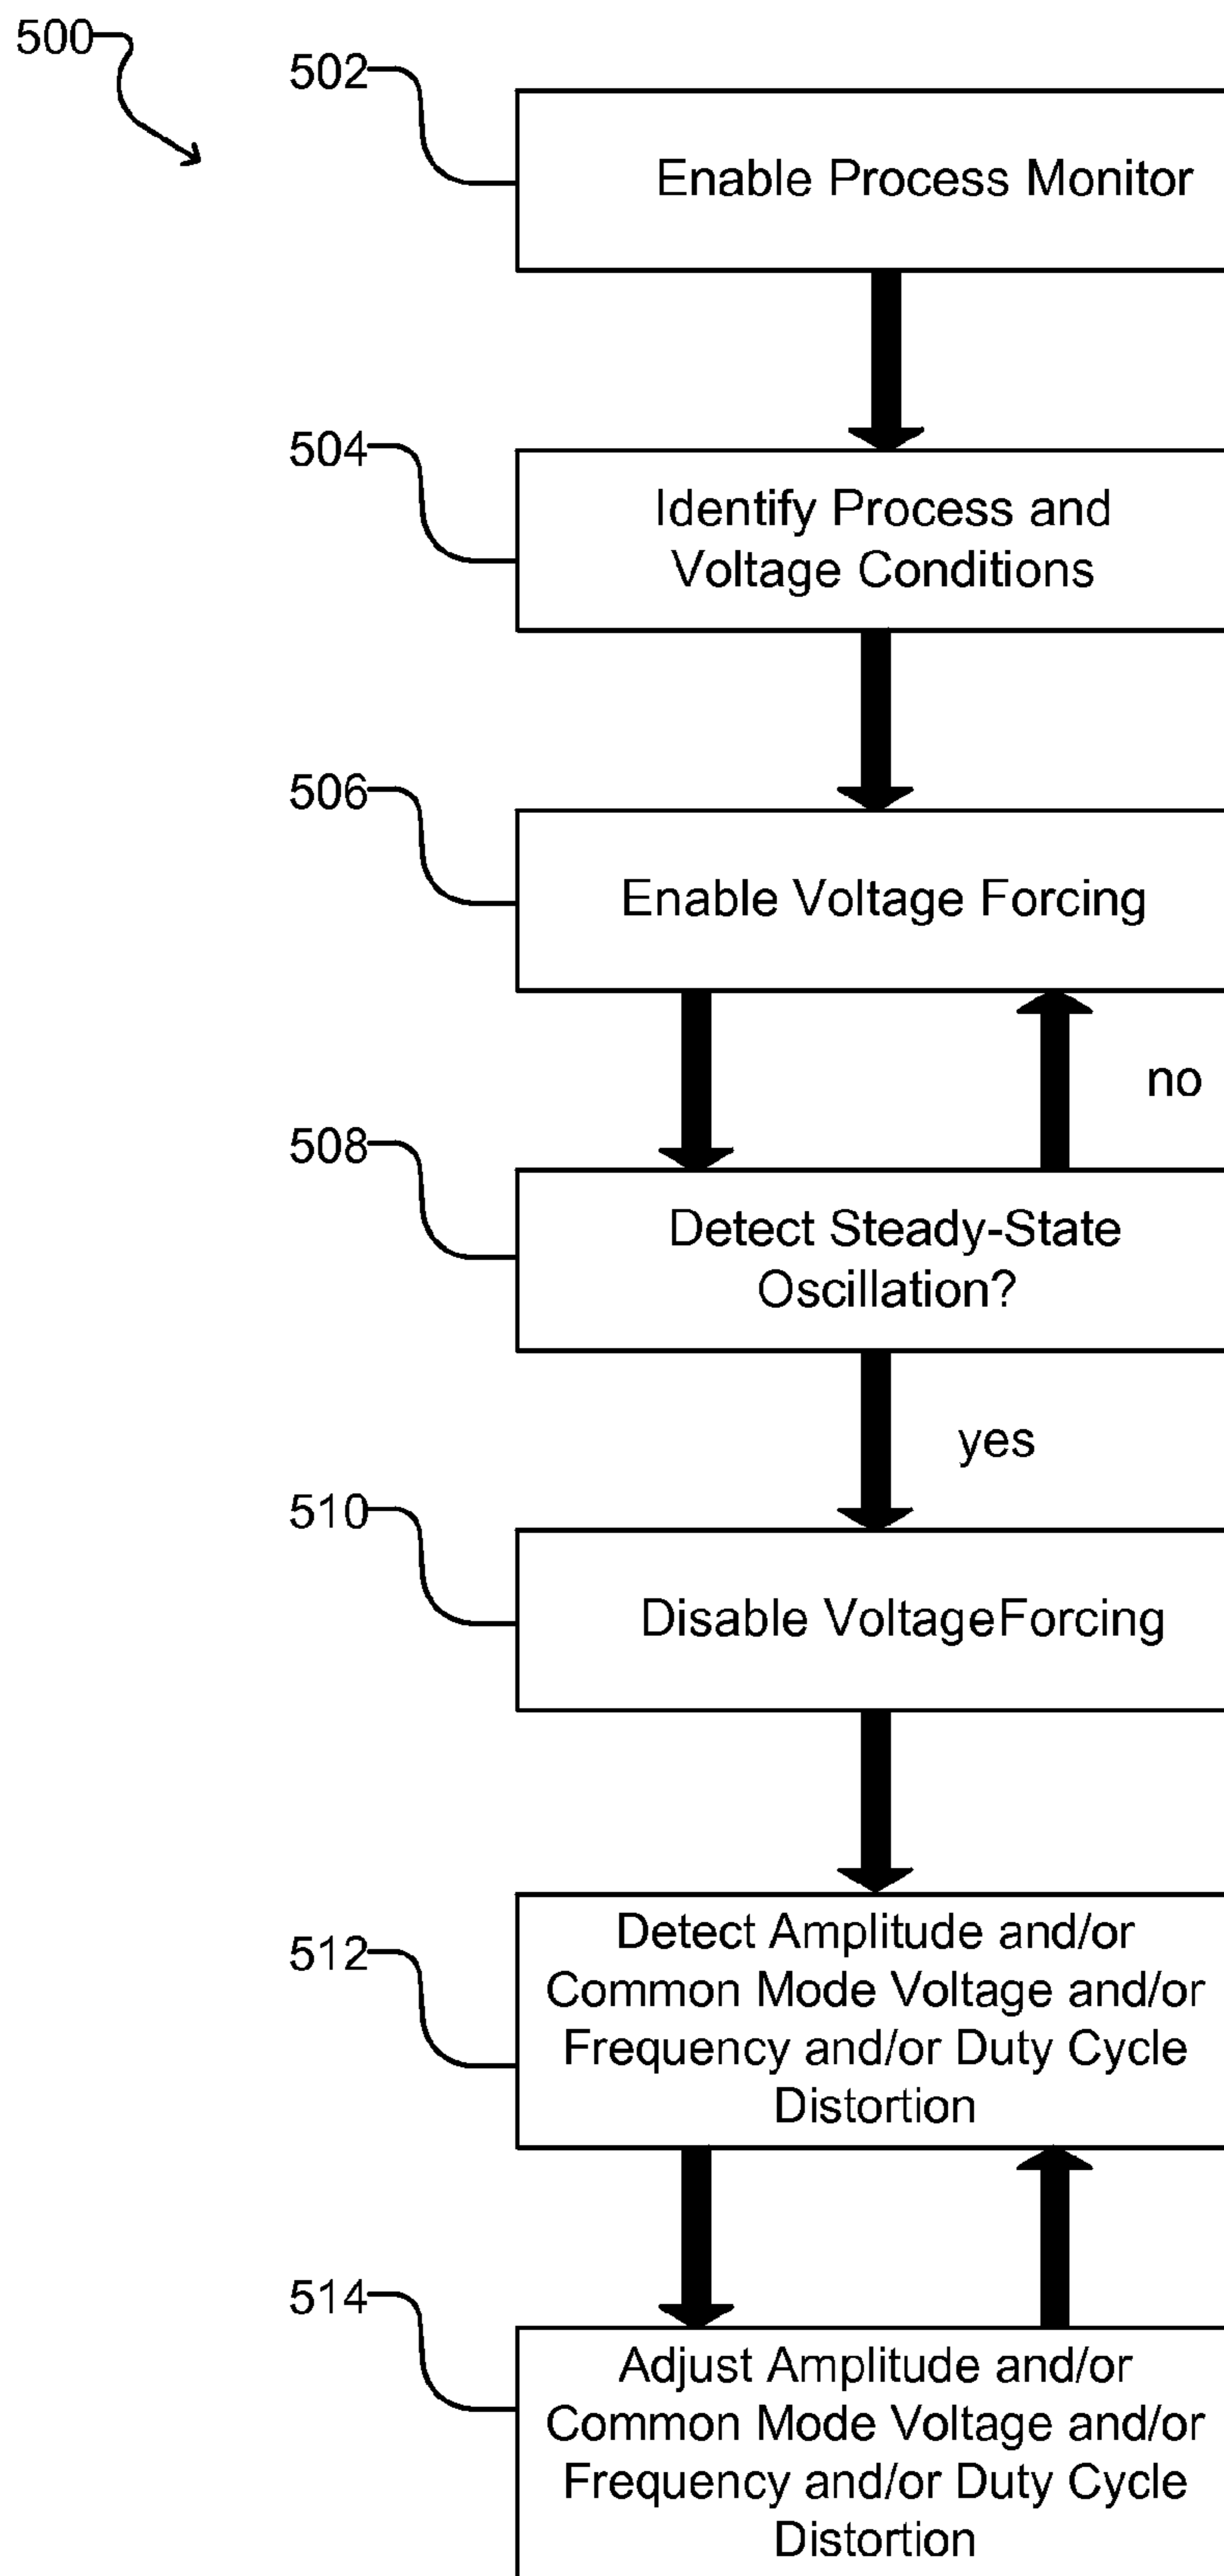 500
502
Enable Process Monitor
504
Identify Process and
Voltage Conditions
506
Enable Voltage Forcing
no
508
Detect Steady-State
Oscillation?
yes
510
Disable VoltageForcing
512
Detect Amplitude and/or
Common Mode Voltage and/or
Frequency and/or Duty Cycle
Distortion
514
Adjust Amplitude and/or
Common Mode Voltage and/or
Frequency and/or Duty Cycle
Distortion